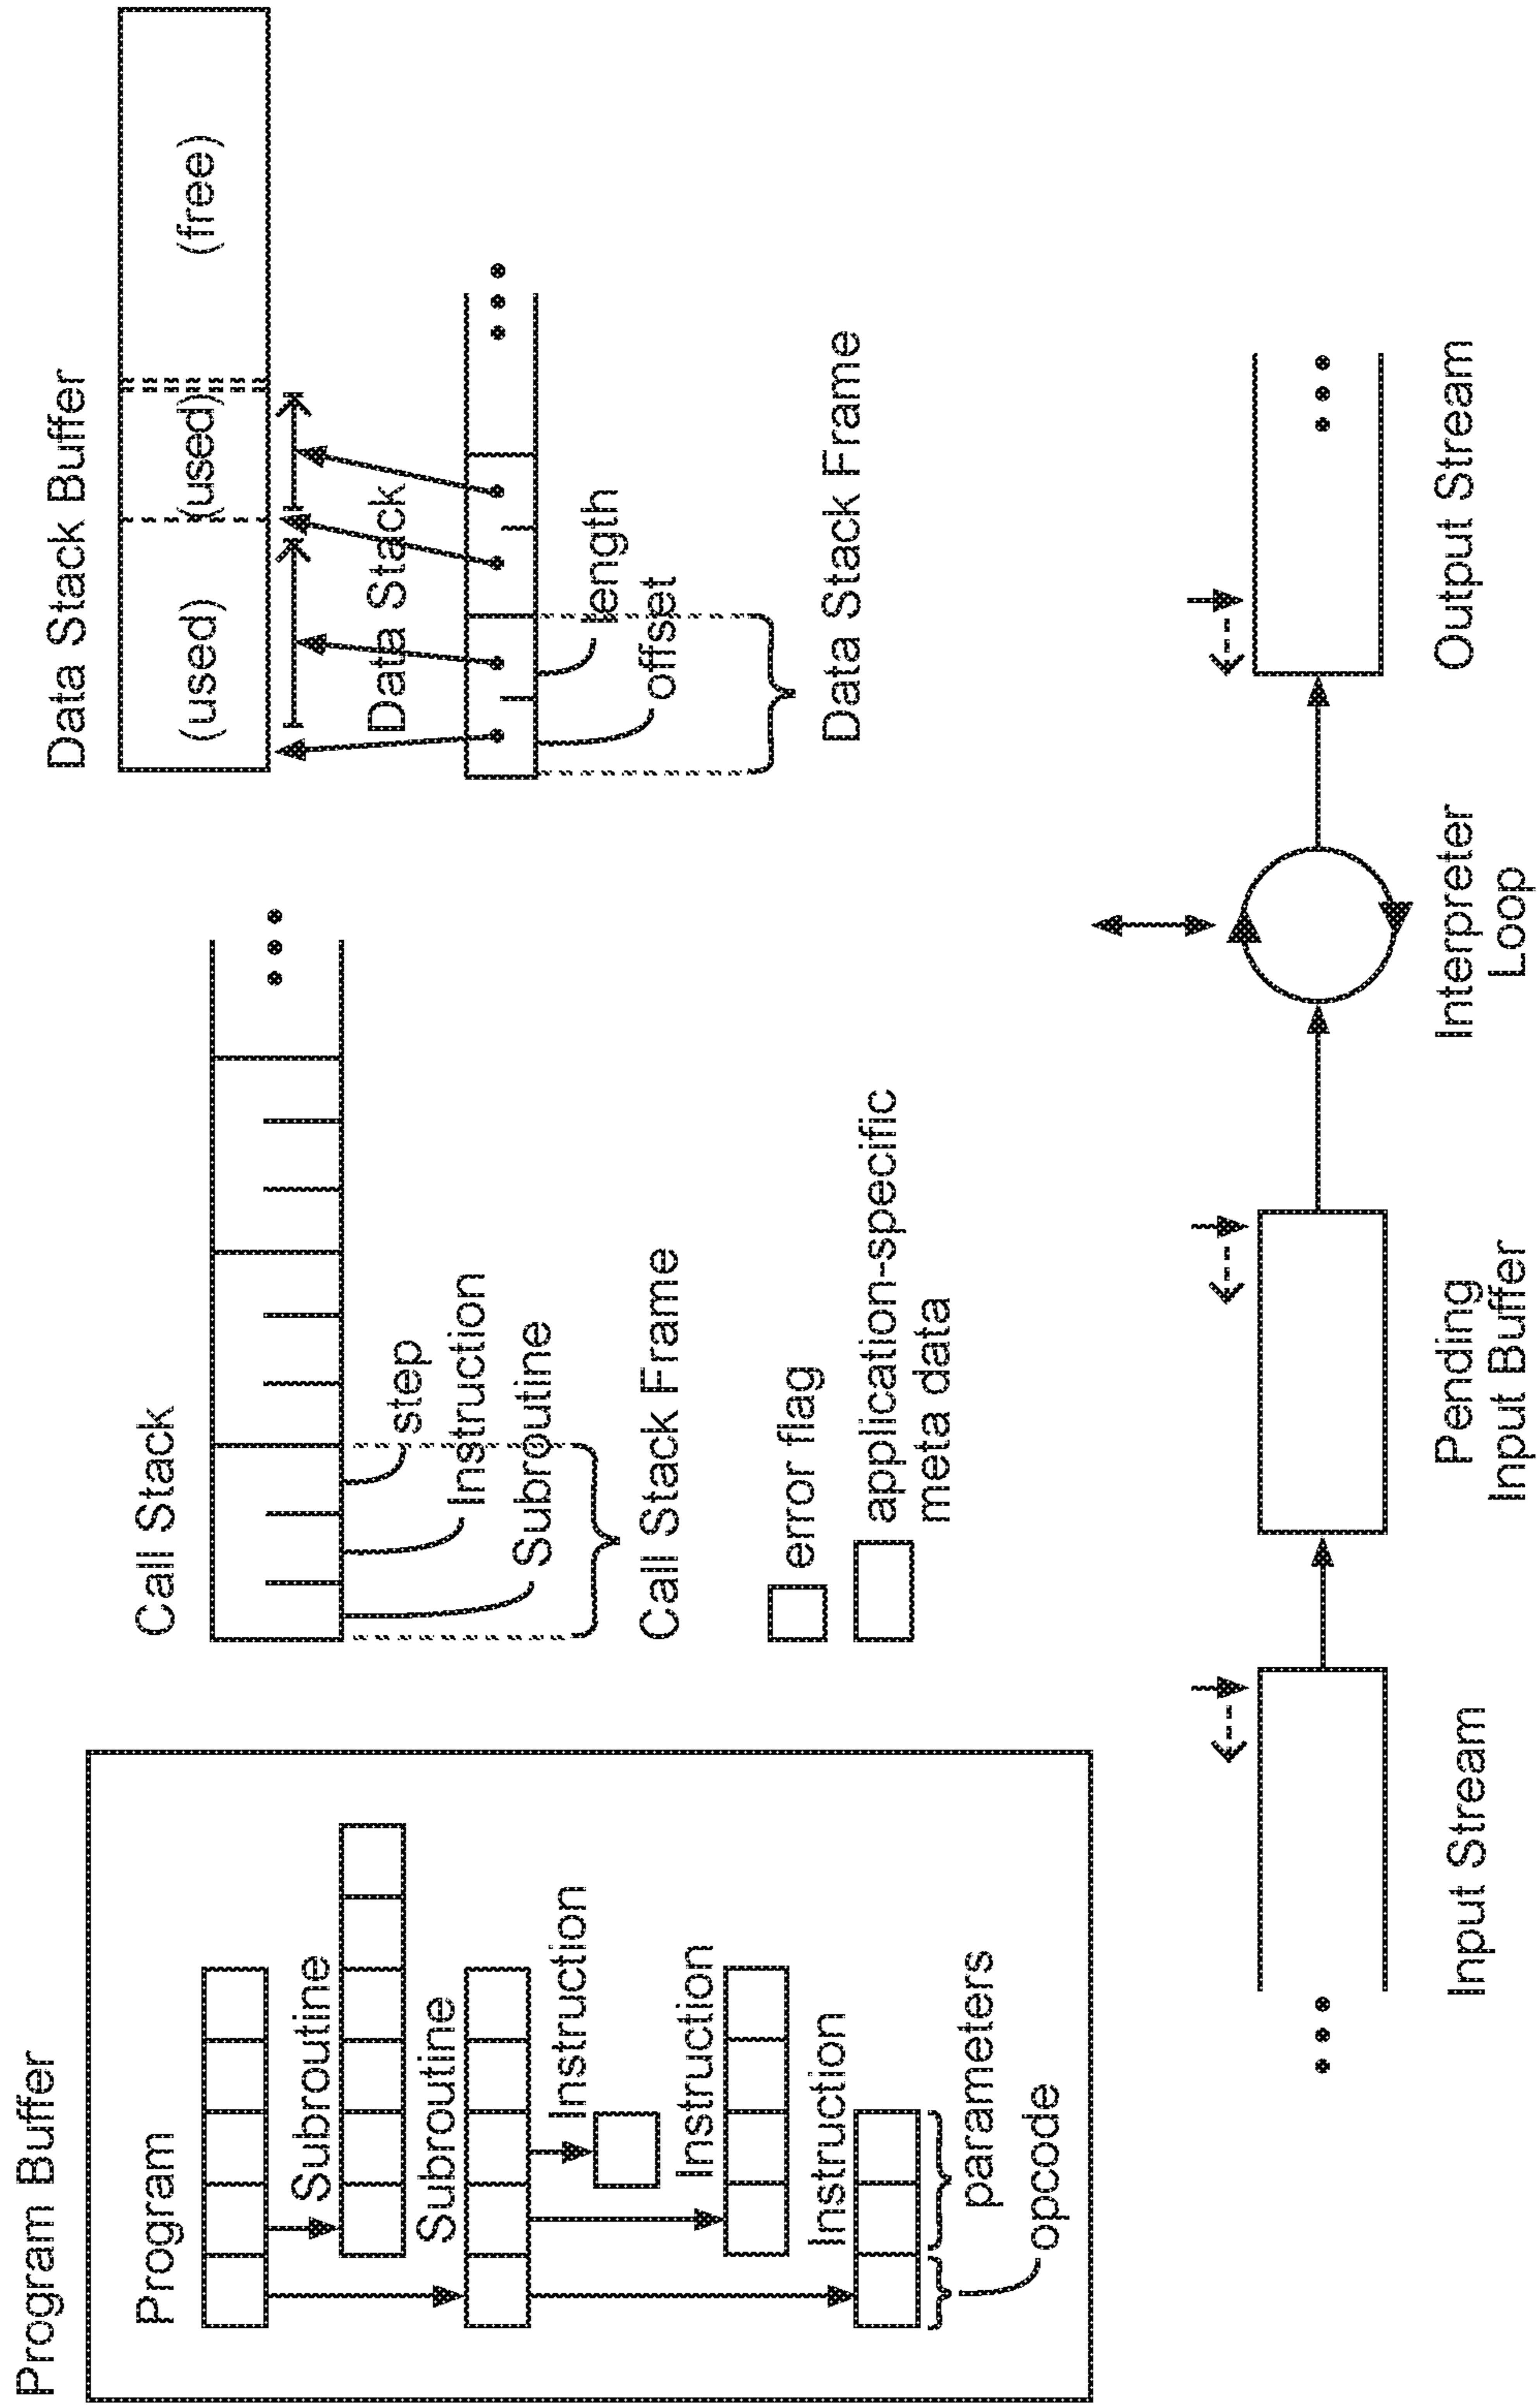 Program Buffer
Program
Subroutine
Subroutine
Instruction
Instruction
Instruction
parameters
opcode
Call Stack
step
Instruction
Subroutine
Call Stack Frame
error flag
application-specific
meta data
Data Stack Buffer
(used)
(used)
(free)
Data Stack
length
offset
Data Stack Frame
Input Stream
Pending
Input Buffer
Interpreter
Loop
Output Stream